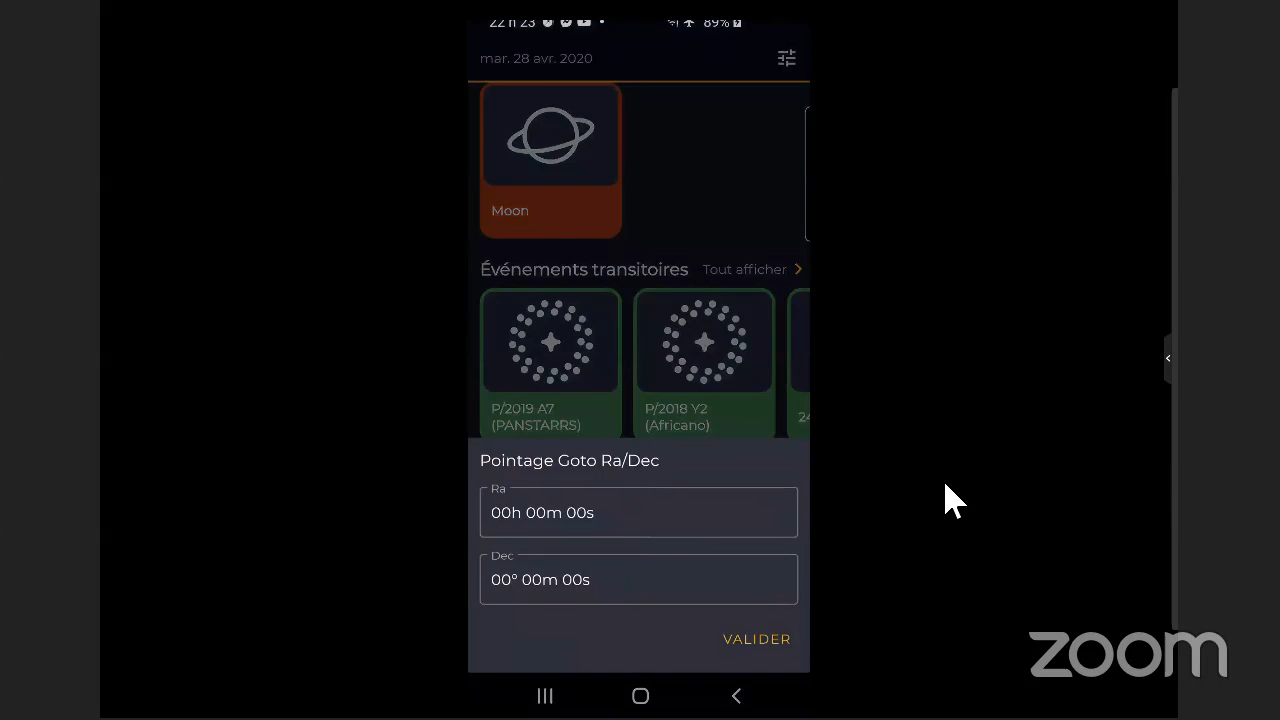 22 h 23 89%
mar. 28 avr. 2020
Moon
Événements transitoires Tout afficher
P/2019 A7 (PANSTARRS)
P/2018 Y2 (Africano)
24
Pointage Goto Ra/Dec
Ra
00h 00m 00s
Dec
00° 00m 00s
VALIDER
zoom